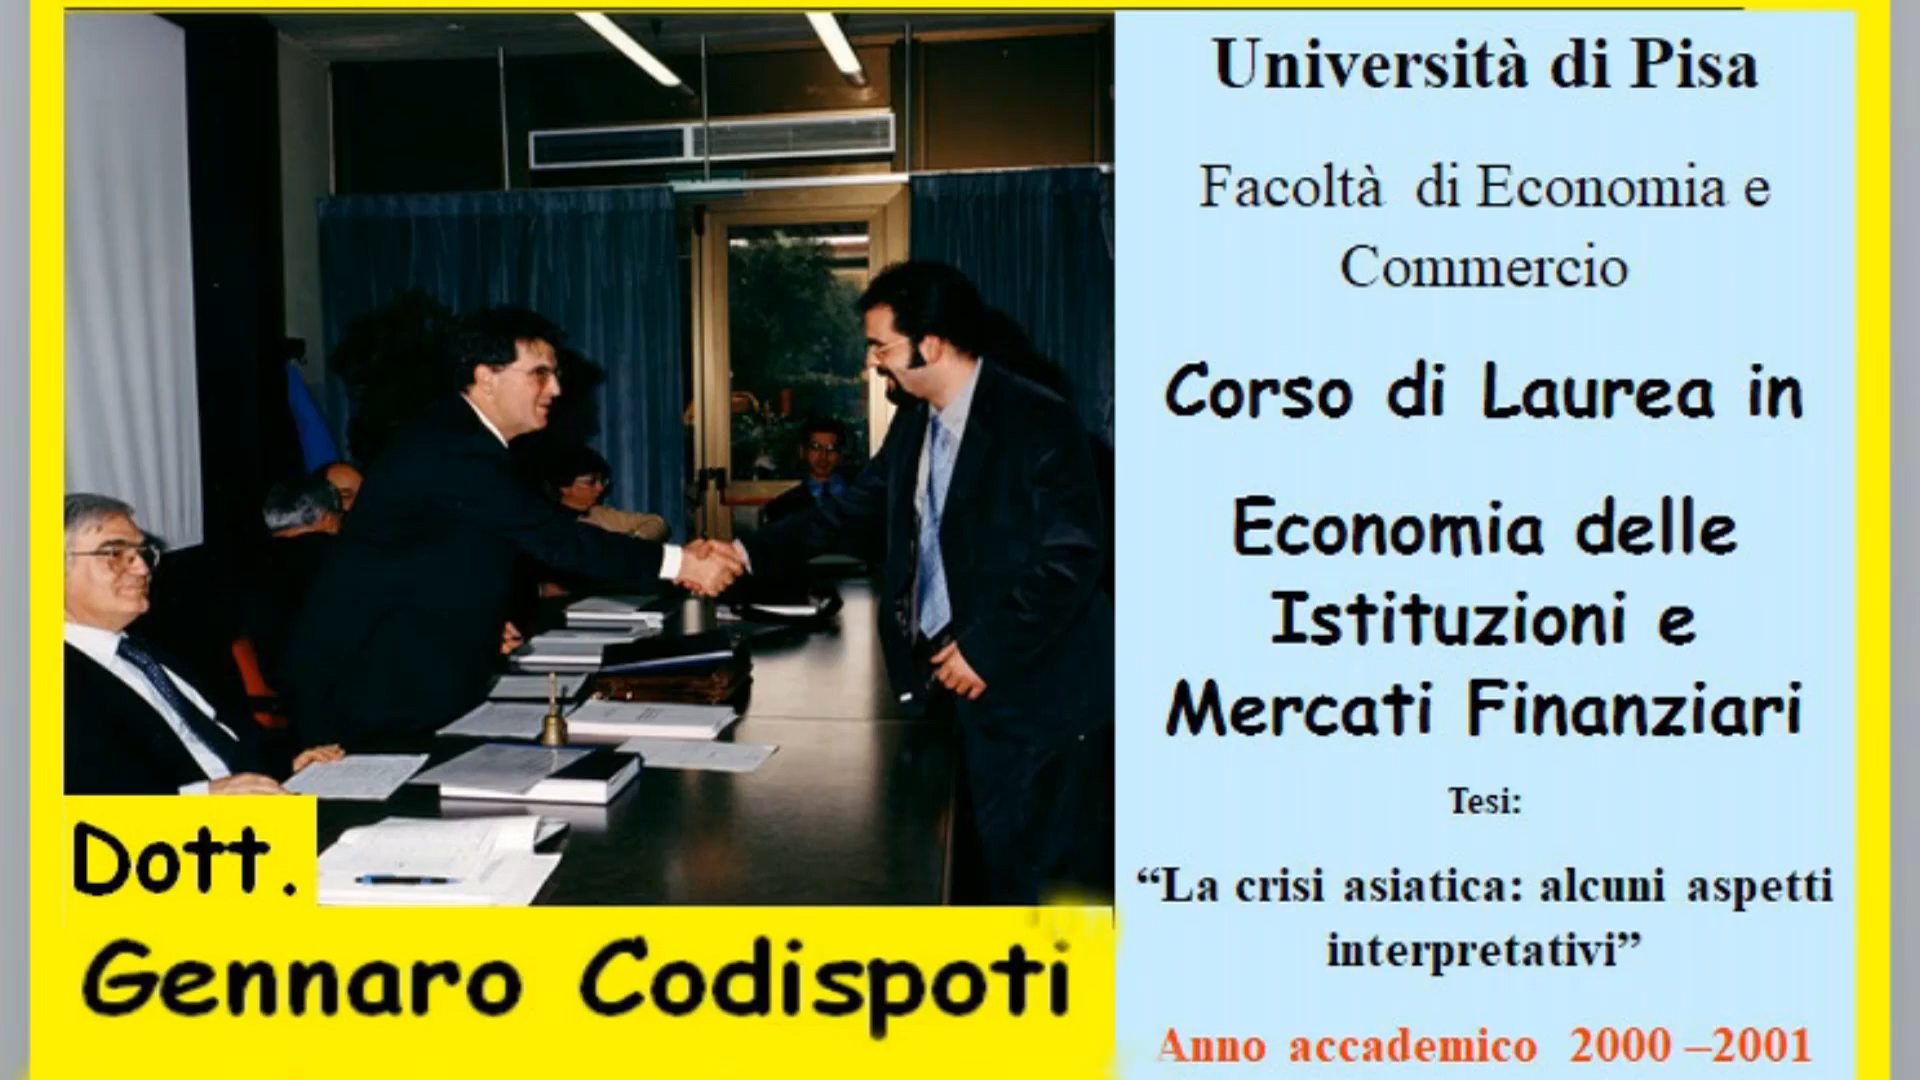 Università di Pisa
Facoltà di Economia e
Commercio
Corso di Laurea in
Economia delle
Istituzioni e
Mercati Finanziari
Tesi:
“La crisi asiatica: alcuni aspetti
interpretativi”
Anno accademico 2000 –2001
Dott.
Gennaro Codispoti